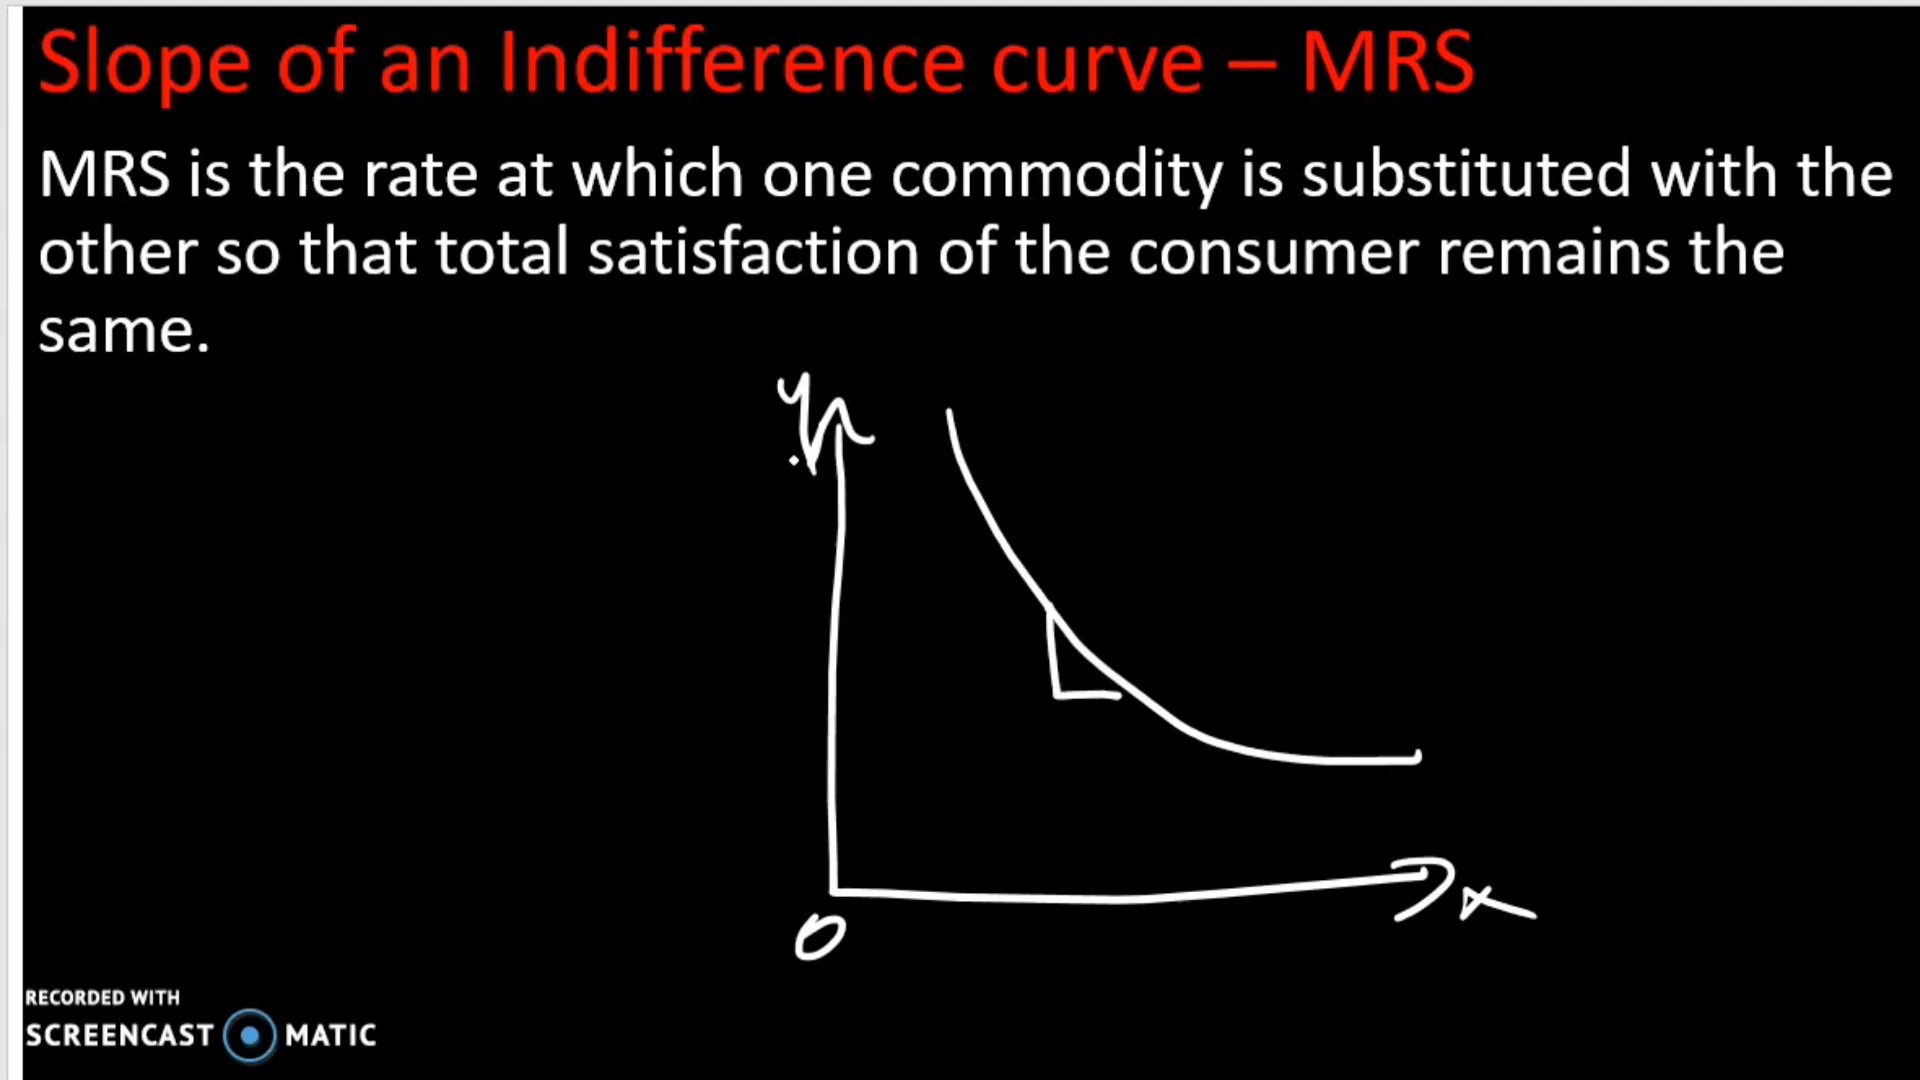 Slope of an Indifference curve – MRS
MRS is the rate at which one commodity is substituted with the
other so that total satisfaction of the consumer remains the
same.
y
x
O
RECORDED WITH
SCREENCAST MATIC